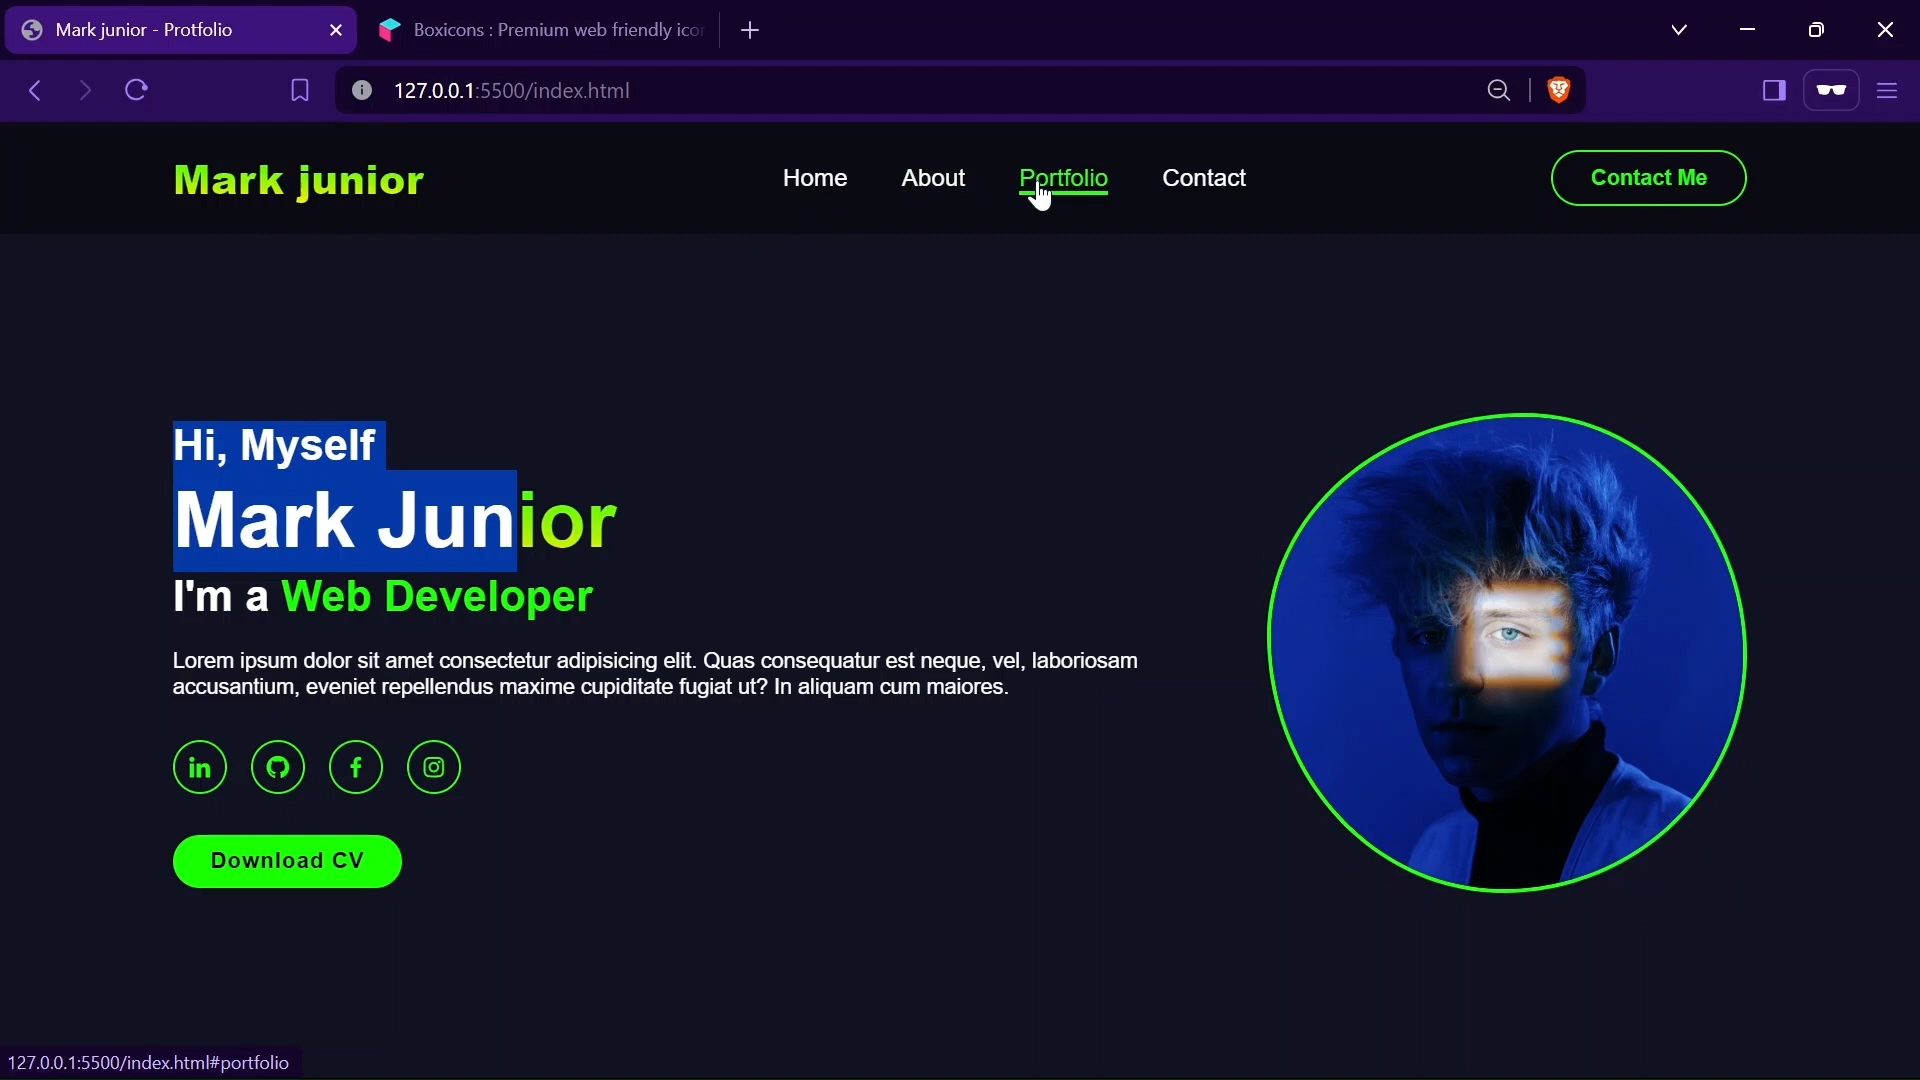 Mark junior - Protfolio
Boxicons : Premium web friendly ico
127.0.0.1:5500/index.html
Mark junior
Home
About
Portfolio
Contact
Contact Me
Hi, Myself
Mark Junior
I'm a Web Developer
Lorem ipsum dolor sit amet consectetur adipisicing elit. Quas consequatur est neque, vel, laboriosam
accusantium, eveniet repellendus maxime cupiditate fugiat ut? In aliquam cum maiores.
Download CV
127.0.0.1:5500/index.html#portfolio